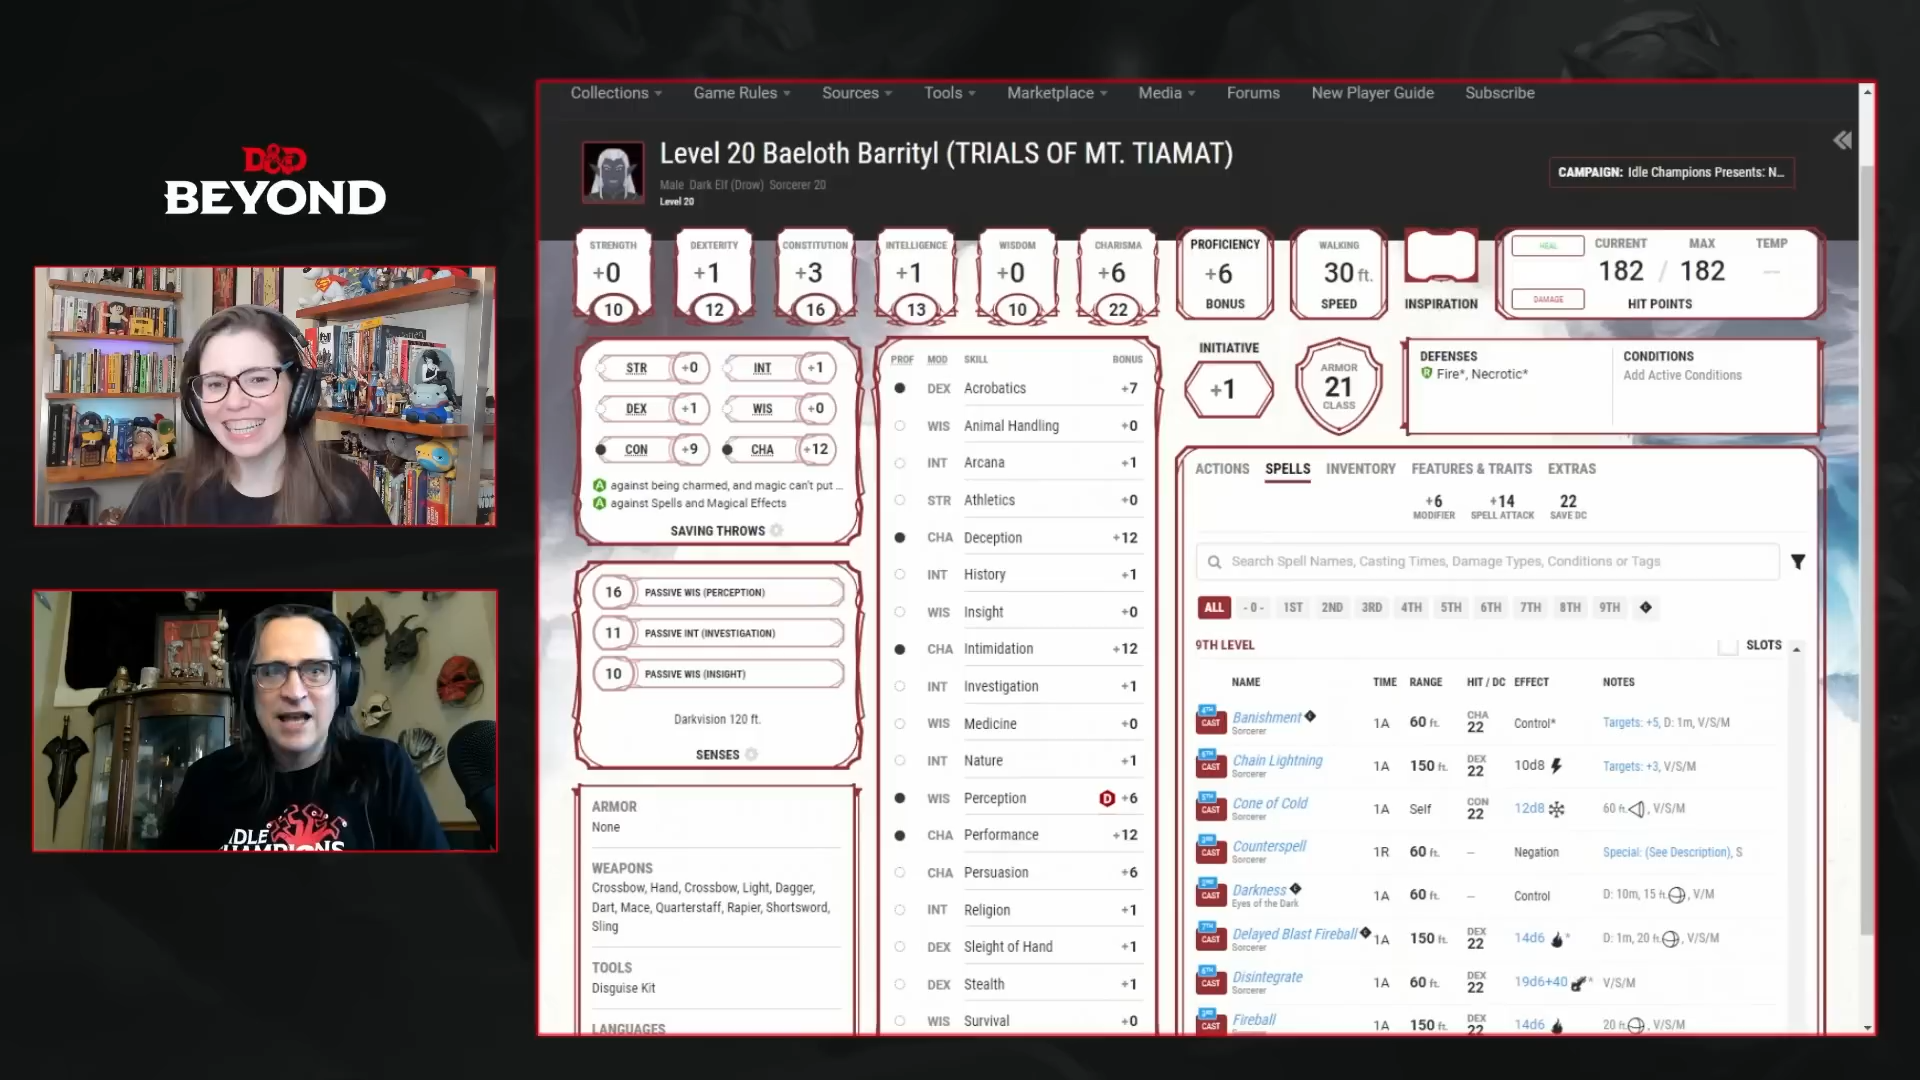 D&D
BEYOND
IDLE
CHAMPIONS
Collections Game Rules Sources Tools Marketplace Media Forums New Player Guide Subscribe
Level 20 Baeloth Barrityl (TRIALS OF MT. TIAMAT)
Male Dark Elf (Drow) Sorcerer 20
Level 20
CAMPAIGN: Idle Champions Presents: N...
STRENGTH
+0
10
DEXTERITY
+1
12
CONSTITUTION
+3
16
INTELLIGENCE
+1
13
WISDOM
+0
10
CHARISMA
+6
22
PROFICIENCY
+6
BONUS
WALKING
30 ft.
SPEED
INSPIRATION
HEAL
DAMAGE
CURRENT MAX TEMP
182 / 182 —
HIT POINTS
STR +0 INT +1
DEX +1 WIS +0
CON +9 CHA +12
A against being charmed, and magic can't put ...
A against Spells and Magical Effects
SAVING THROWS
16 PASSIVE WIS (PERCEPTION)
11 PASSIVE INT (INVESTIGATION)
10 PASSIVE WIS (INSIGHT)
Darkvision 120 ft.
SENSES
ARMOR
None
WEAPONS
Crossbow, Hand, Crossbow, Light, Dagger,
Dart, Mace, Quarterstaff, Rapier, Shortsword,
Sling
TOOLS
Disguise Kit
LANGUAGES
PROF MOD SKILL BONUS
DEX Acrobatics +7
WIS Animal Handling +0
INT Arcana +1
STR Athletics +0
CHA Deception +12
INT History +1
WIS Insight +0
CHA Intimidation +12
INT Investigation +1
WIS Medicine +0
INT Nature +1
WIS Perception D +6
CHA Performance +12
CHA Persuasion +6
INT Religion +1
DEX Sleight of Hand +1
DEX Stealth +1
WIS Survival +0
INITIATIVE
+1
ARMOR
21
CLASS
DEFENSES
R Fire*, Necrotic*
CONDITIONS
Add Active Conditions
ACTIONS SPELLS INVENTORY FEATURES & TRAITS EXTRAS
+6 +14 22
MODIFIER SPELL ATTACK SAVE DC
Search Spell Names, Casting Times, Damage Types, Conditions or Tags
ALL - 0 - 1ST 2ND 3RD 4TH 5TH 6TH 7TH 8TH 9TH
9TH LEVEL SLOTS
NAME TIME RANGE HIT / DC EFFECT NOTES
CAST Banishment Sorcerer 1A 60 ft. CHA 22 Control* Targets: +5, D: 1m, V/S/M
CAST Chain Lightning Sorcerer 1A 150 ft. DEX 22 10d8 Targets: +3, V/S/M
CAST Cone of Cold Sorcerer 1A Self CON 22 12d8 60 ft. , V/S/M
CAST Counterspell Sorcerer 1R 60 ft. – Negation Special: (See Description), S
CAST Darkness Eyes of the Dark 1A 60 ft. – Control D: 10m, 15 ft. , V/M
7TH CAST Delayed Blast Fireball Sorcerer 1A 150 ft. DEX 22 14d6 * D: 1m, 20 ft. , V/S/M
CAST Disintegrate Sorcerer 1A 60 ft. DEX 22 19d6+40 * V/S/M
CAST Fireball Sorcerer 1A 150 ft. DEX 22 14d6 20 ft. , V/S/M